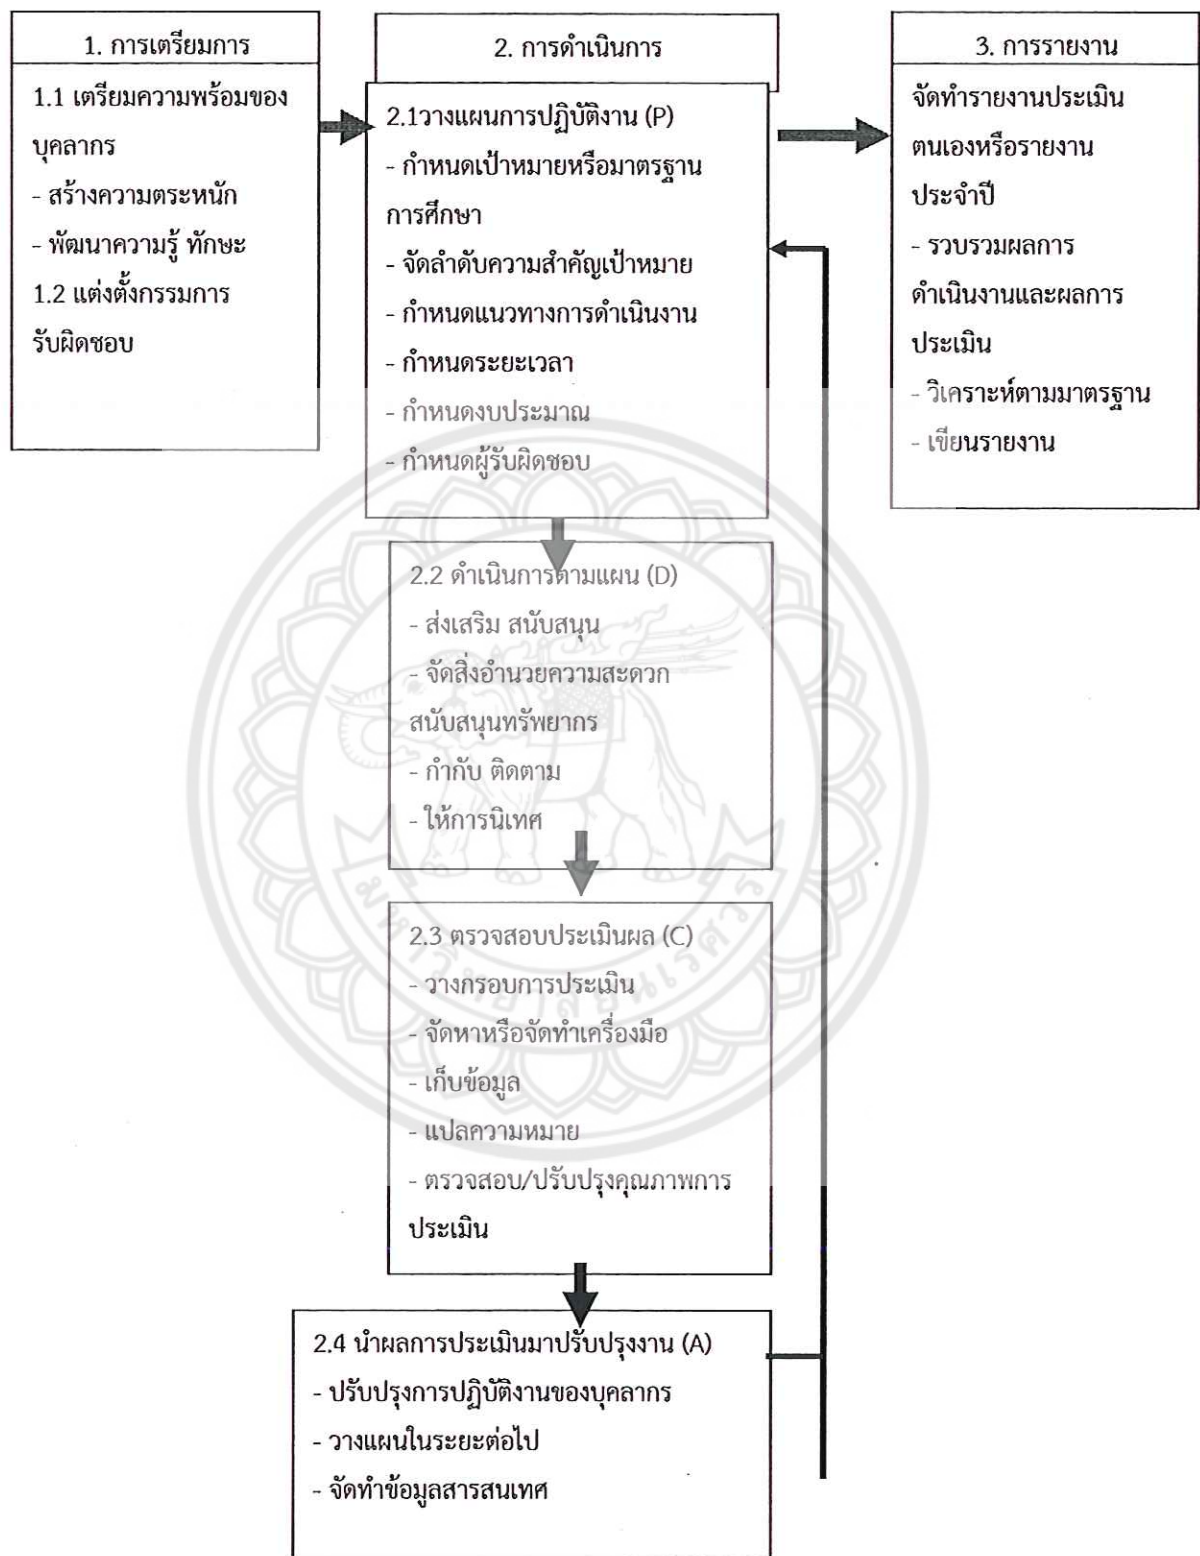 1. การเตรียมการ
1.1 เตรียมความพร้อมของ
บุคลากร
- สร้างความตระหนัก
- พัฒนาความรู้ ทักษะ
1.2 แต่งตั้งกรรมการ
รับผิดชอบ
2. การดำเนินการ
2.1วางแผนการปฏิบัติงาน (P)
- กำหนดเป้าหมายหรือมาตรฐาน
การศึกษา
- จัดลำดับความสำคัญเป้าหมาย
- กำหนดแนวทางการดำเนินงาน
- กำหนดระยะเวลา
- กำหนดงบประมาณ
- กำหนดผู้รับผิดชอบ
2.2 ดำเนินการตามแผน (D)
- ส่งเสริม สนับสนุน
- จัดสิ่งอำนวยความสะดวก
สนับสนุนทรัพยากร
- กำกับ ติดตาม
- ให้การนิเทศ
2.3 ตรวจสอบประเมินผล (C)
- วางกรอบการประเมิน
- จัดหาหรือจัดทำเครื่องมือ
- เก็บข้อมูล
- แปลความหมาย
- ตรวจสอบ/ปรับปรุงคุณภาพการ
ประเมิน
2.4 นำผลการประเมินมาปรับปรุงงาน (A)
- ปรับปรุงการปฏิบัติงานของบุคลากร
- วางแผนในระยะต่อไป
- จัดทำข้อมูลสารสนเทศ
3. การรายงาน
จัดทำรายงานประเมิน
ตนเองหรือรายงาน
ประจำปี
- รวบรวมผลการ
ดำเนินงานและผลการ
ประเมิน
- วิเคราะห์ตามมาตรฐาน
- เขียนรายงาน
มหาวิทยาลัยนเรศวร